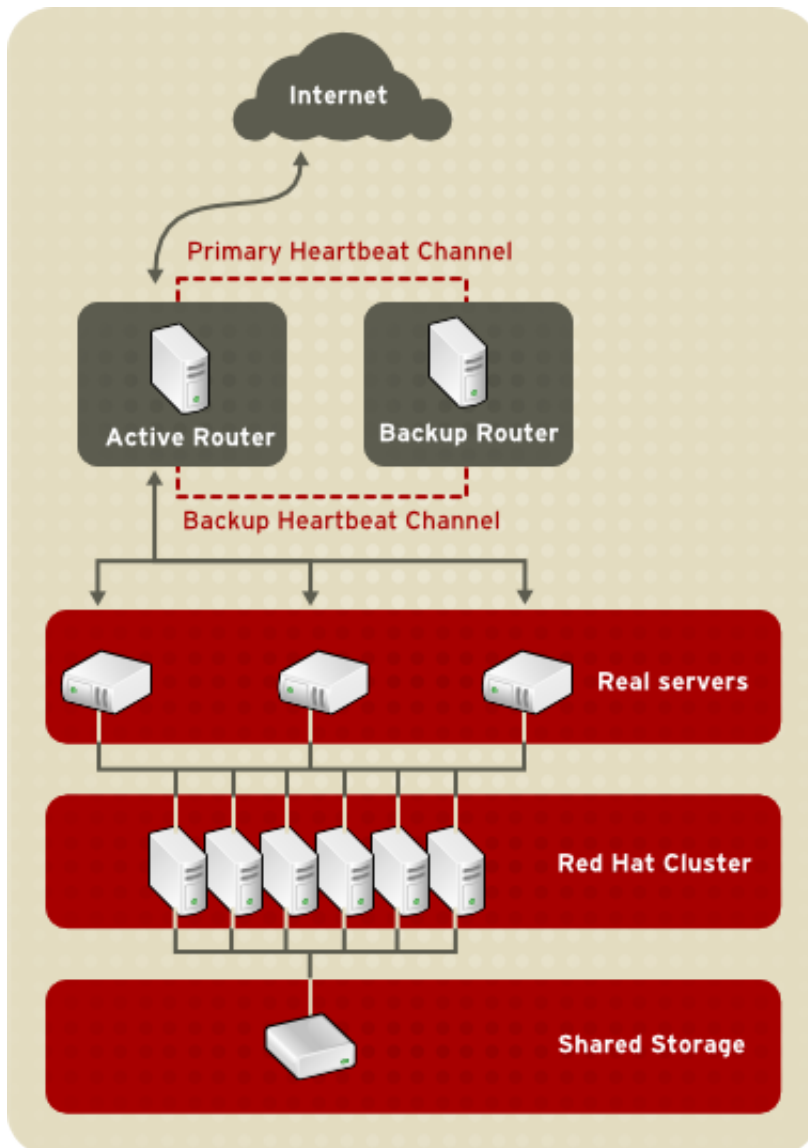 Internet
Primary Heartbeat Channel
Active Router
Backup Router
Backup Heartbeat Channel
Real servers
Red Hat Cluster
Shared Storage